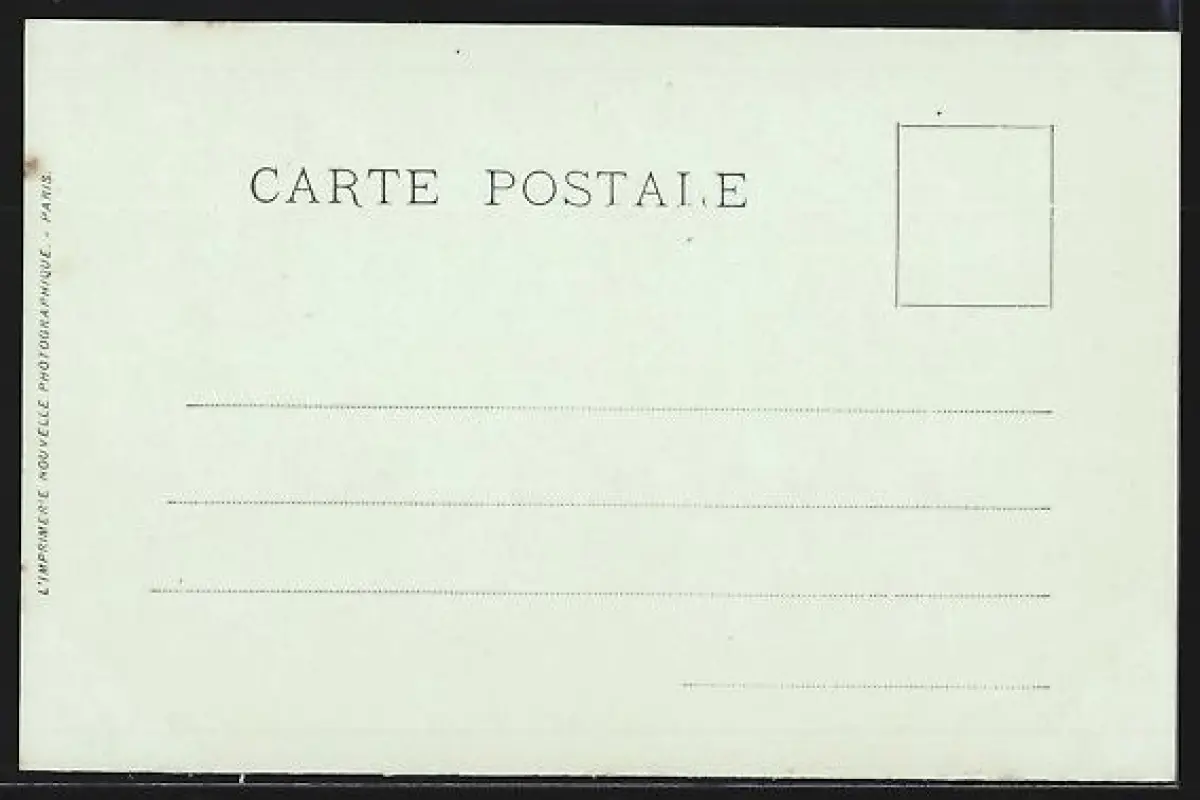 CARTE POSTALE
L'IMPRIMERIE NOUVELLE PHOTOGRAPHIQUE. - PARIS.